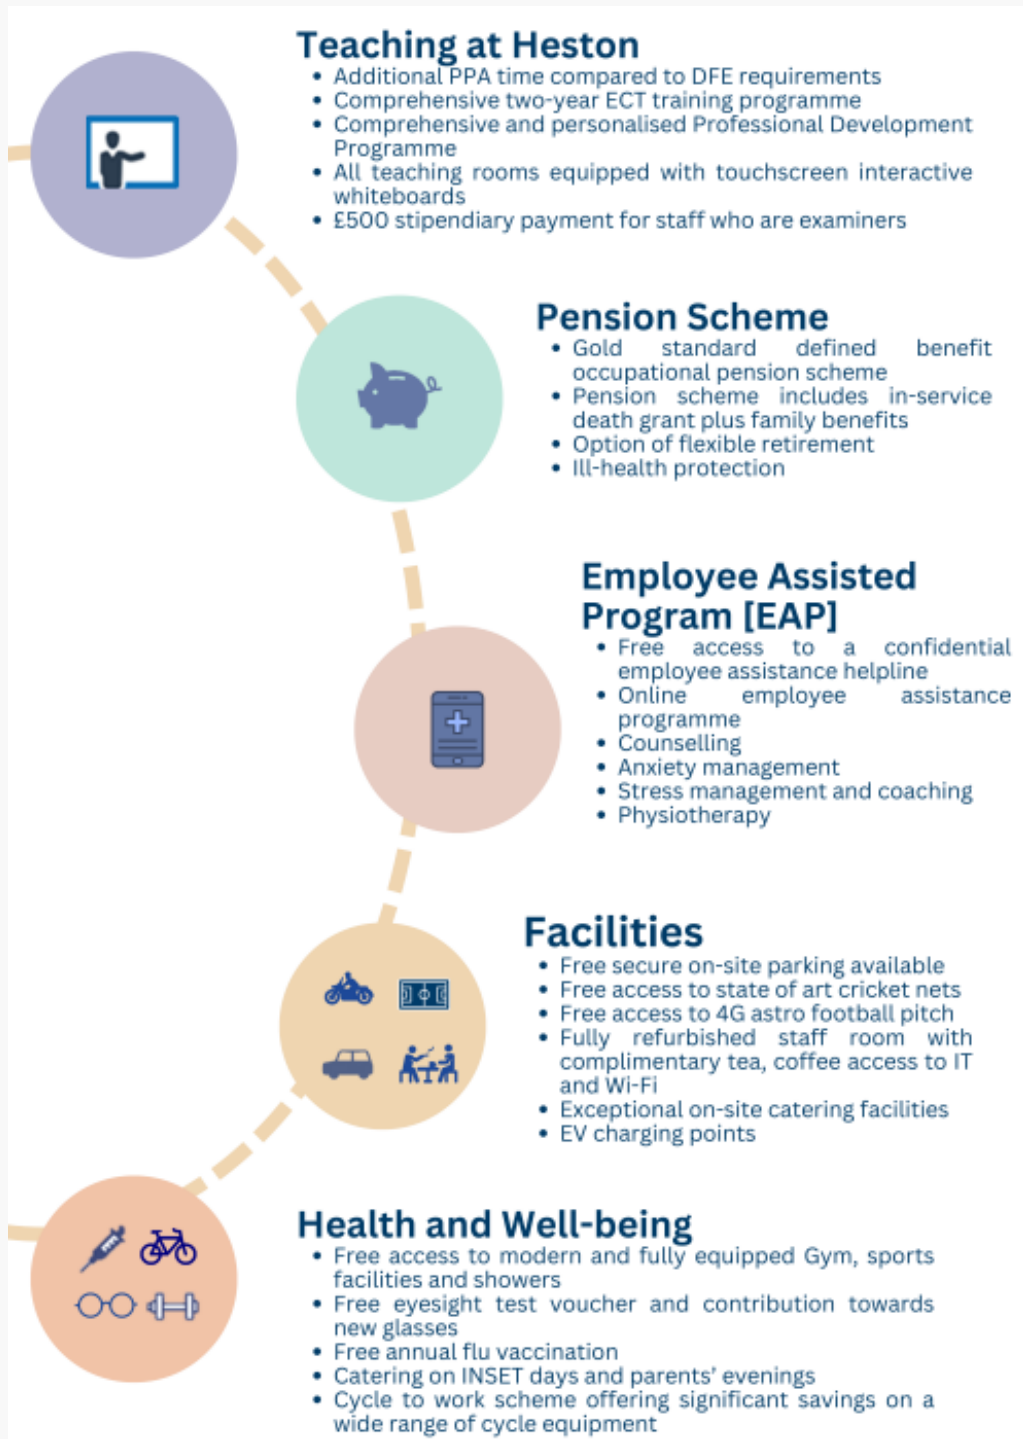 Teaching at Heston
• Additional PPA time compared to DFE requirements
• Comprehensive two-year ECT training programme
• Comprehensive and personalised Professional Development
Programme
• All teaching rooms equipped with touchscreen interactive
whiteboards
• £500 stipendiary payment for staff who are examiners
Pension Scheme
• Gold standard defined benefit
occupational pension scheme
• Pension scheme includes in-service
death grant plus family benefits
• Option of flexible retirement
• Ill-health protection
Employee Assisted
Program [EAP]
• Free access to a confidential
employee assistance helpline
• Online employee assistance
programme
• Counselling
• Anxiety management
• Stress management and coaching
• Physiotherapy
Facilities
• Free secure on-site parking available
• Free access to state of art cricket nets
• Free access to 4G astro football pitch
• Fully refurbished staff room with
complimentary tea, coffee access to IT
and Wi-Fi
• Exceptional on-site catering facilities
• EV charging points
Health and Well-being
• Free access to modern and fully equipped Gym, sports
facilities and showers
• Free eyesight test voucher and contribution towards
new glasses
• Free annual flu vaccination
• Catering on INSET days and parents' evenings
• Cycle to work scheme offering significant savings on a
wide range of cycle equipment